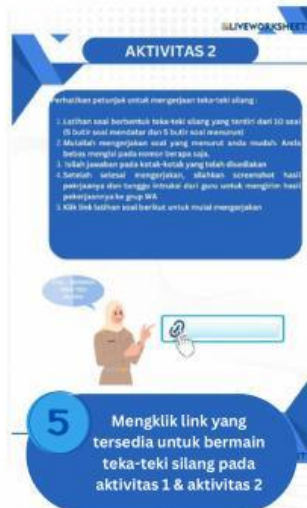 LIVEWORKSHEETS
AKTIVITAS 2
Perhatikan petunjuk untuk mengerjaan teka-teki silang :
1. Latihan soal berbentuk teka-teki silang yang terdiri dari 10 soal
(5 butir soal mendatar dan 5 butir soal menurun)
2. Mulailah mengerjakan soal yang menurut anda mudah. Anda
bebas mengisi pada nomor berapa saja.
3. Isilah jawaban pada kotak-kotak yang telah disediakan
4. Setelah selesai mengerjakan, silahkan screenshot hasil
pekrjaanya dan tunggu intruksi dari guru untuk mengirim hasil
pekerjaannya ke grup WA
5. Klik link latihan soal berikut untuk mulai mengerjakan
5
Mengklik link yang
tersedia untuk bermain
teka-teki silang pada
aktivitas 1 & aktivitas 2